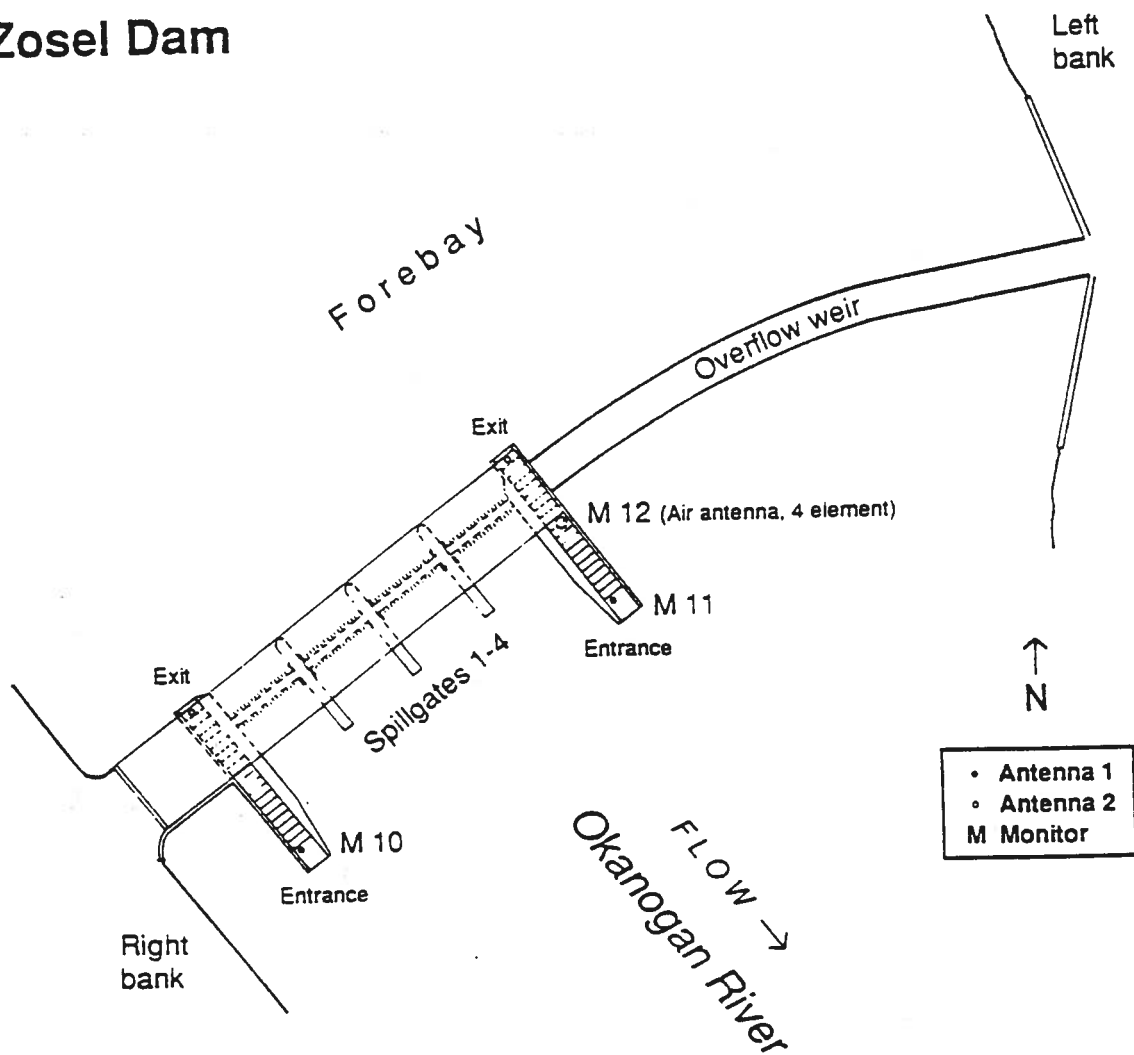 Zosel Dam
Left
bank
Forebay
Overflow weir
Exit
M 12 (Air antenna, 4 element)
M 11
Entrance
Exit
Spillgates 1-4
N
• Antenna 1
∘ Antenna 2
M Monitor
M 10
Entrance
FLOW →
Okanogan River
Right
bank